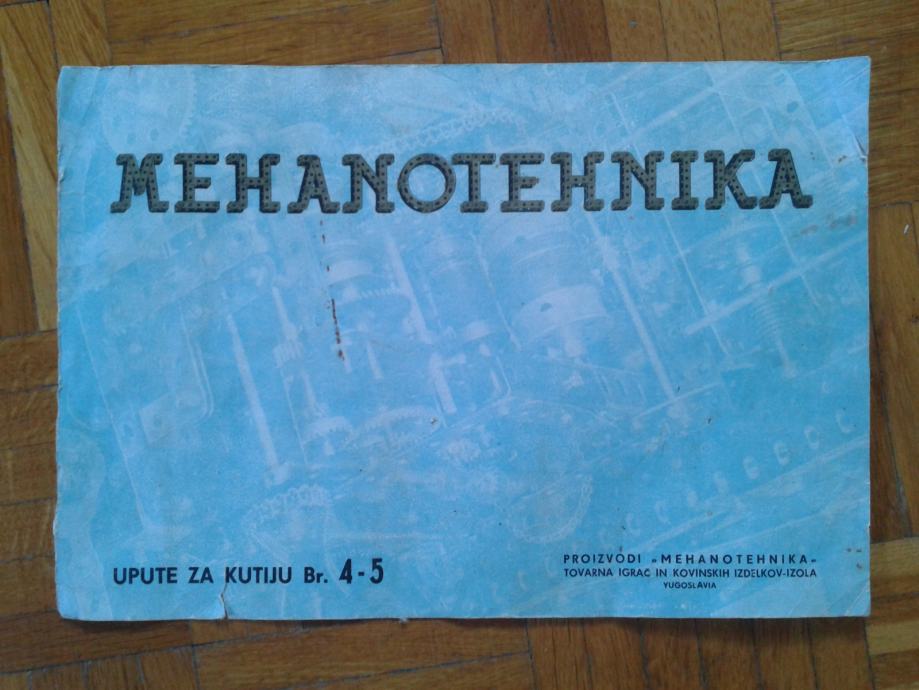 MEHANOTEHNIKA
UPUTE ZA KUTIJU Br. 4-5
PROIZVODI »MEHANOTEHNIKA«
TOVARNA IGRAČ IN KOVINSKIH IZDELKOV-IZOLA
YUGOSLAVIA